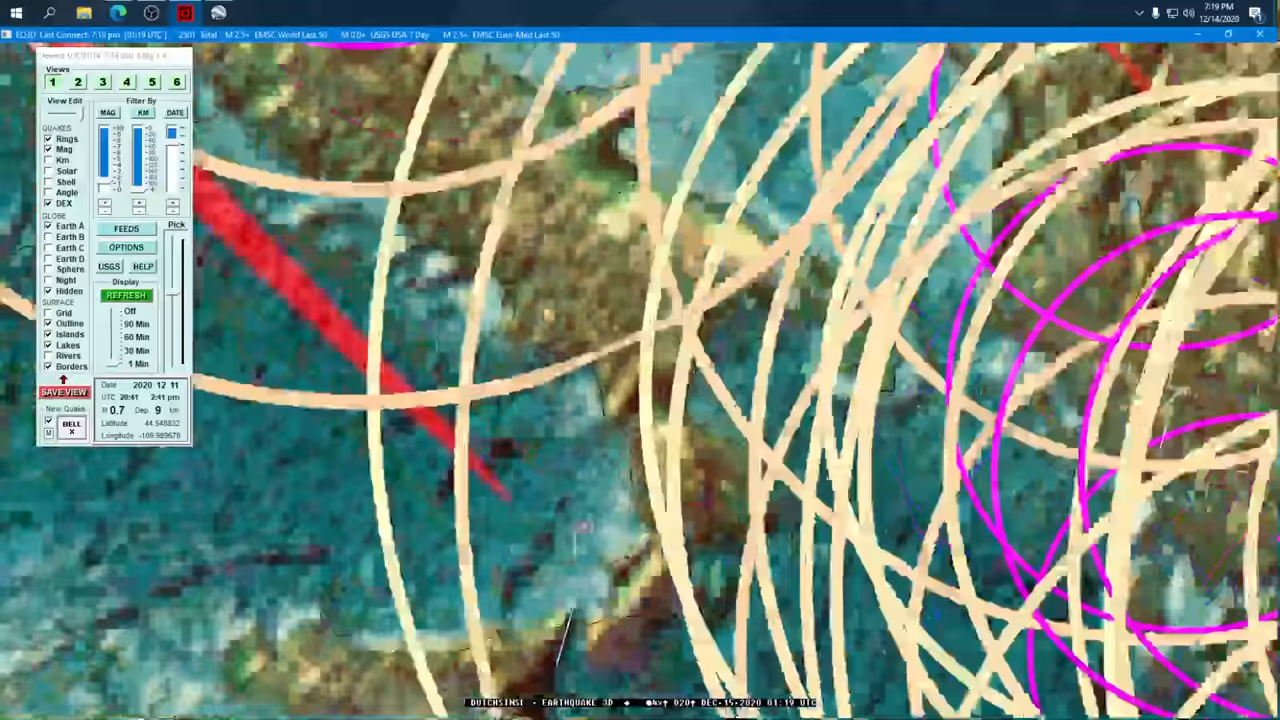 7:19 PM
12/14/2020
EQ3D Last Connect: 7:19 pm (01:19 UTC) 2501 Total M 2.5+ EMSC World Last 50 M 0.0+ USGS USA 7 Day M 2.5+ EMSC Euro-Med Last 50
Views
1 2 3 4 5 6
View Edit
Filter By
MAG KM DATE
QUAKES
Rings
Mag
Km
Solar
Shell
Angle
DEX
GLOBE
Earth A
Earth B
Earth C
Earth D
Sphere
Night
Hidden
SURFACE
Grid
Outline
Islands
Lakes
Rivers
Borders
SAVE VIEW
New Quake
BELL
X
M
FEEDS
Pick
OPTIONS
USGS HELP
Display
REFRESH
Off
90 Min
60 Min
30 Min
1 Min
Date 2020 12 11
UTC 20:41 2:41 pm
M 0.7 Dep. 9 km
Latitude
Longitude
DUTCHSINSE - EARTHQUAKE 3D DEC-15-2020 01:19 UTC